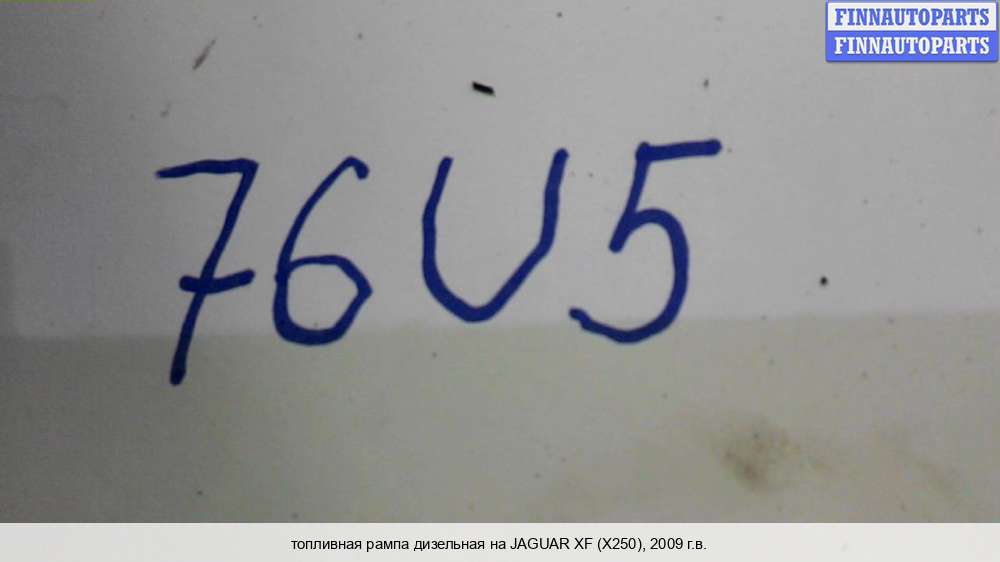 FINNAUTOPARTS
FINNAUTOPARTS
76U5
топливная рампа дизельная на JAGUAR XF (X250), 2009 г.в.